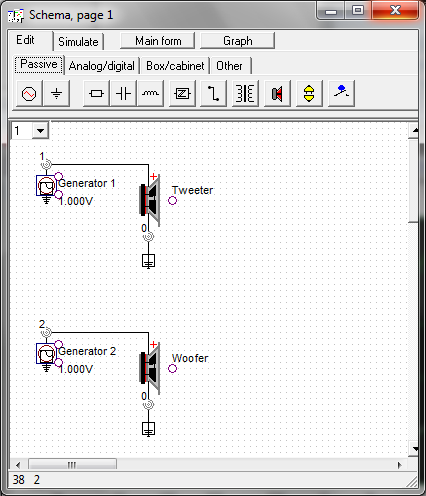 Schema, page 1
Edit Simulate Main form Graph
Passive Analog/digital Box/cabinet Other
1
1
Generator 1
1.000V
+
Tweeter
0
2
Generator 2
1.000V
+
Woofer
0
38 2